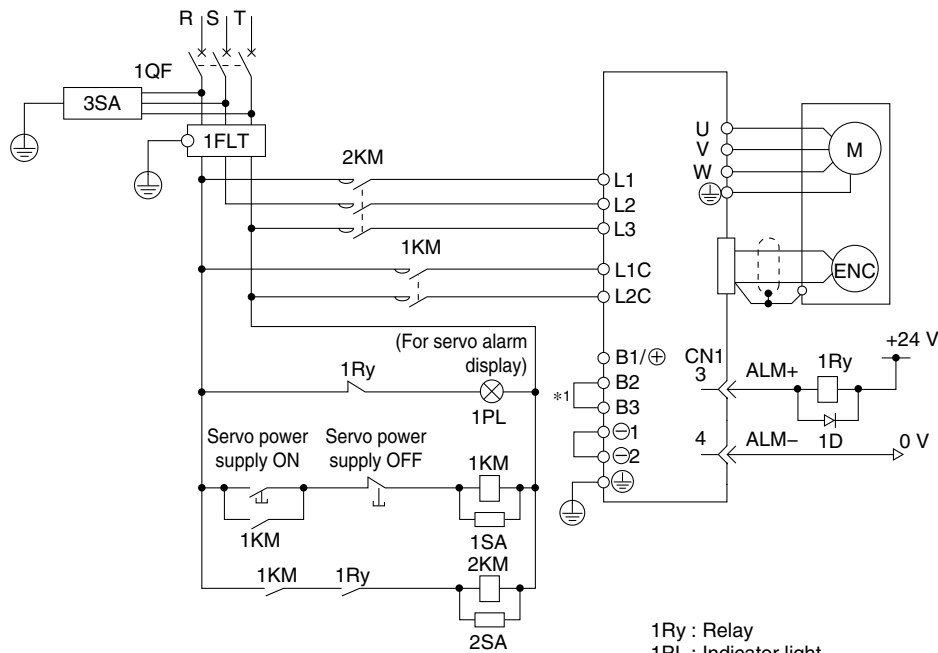 R S T
1QF
3SA
1FLT
2KM
L1
L2
L3
1KM
L1C
L2C
U
V
W
M
ENC
(For servo alarm
display)
1Ry
1PL
B1/⊕
B2
*1
B3
⊖1
⊖2
CN1
3
ALM+
1Ry
+24 V
1D
4
ALM–
0 V
Servo power
supply ON
Servo power
supply OFF
1KM
1KM
1SA
1KM
1Ry
2KM
2SA
1Ry : Relay